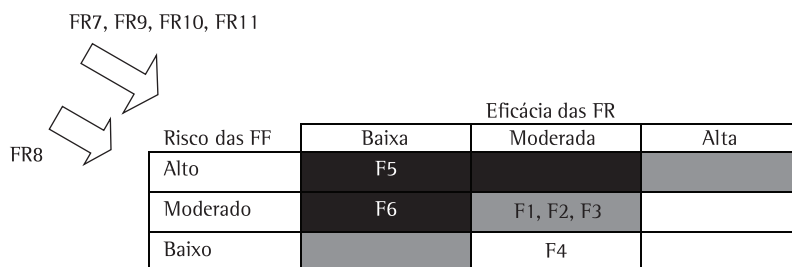 FR7, FR9, FR10, FR11
FR8
Eficácia das FR
Risco das FF Baixa Moderada Alta
Alto F5
Moderado F6 F1, F2, F3
Baixo F4